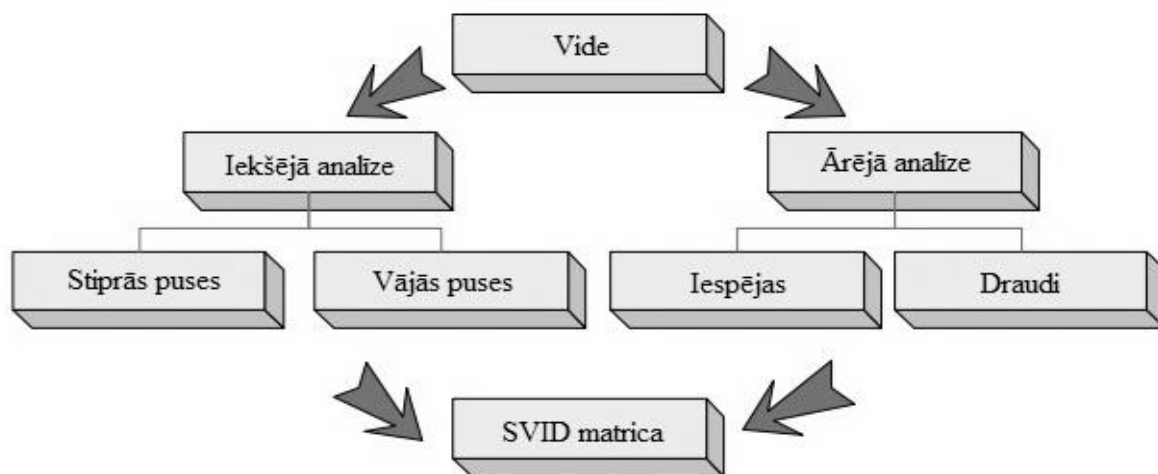 Vide
Iekšējā analīze
Ārējā analīze
Stiprās puses
Vājās puses
Iespējas
Draudi
SVID matrica